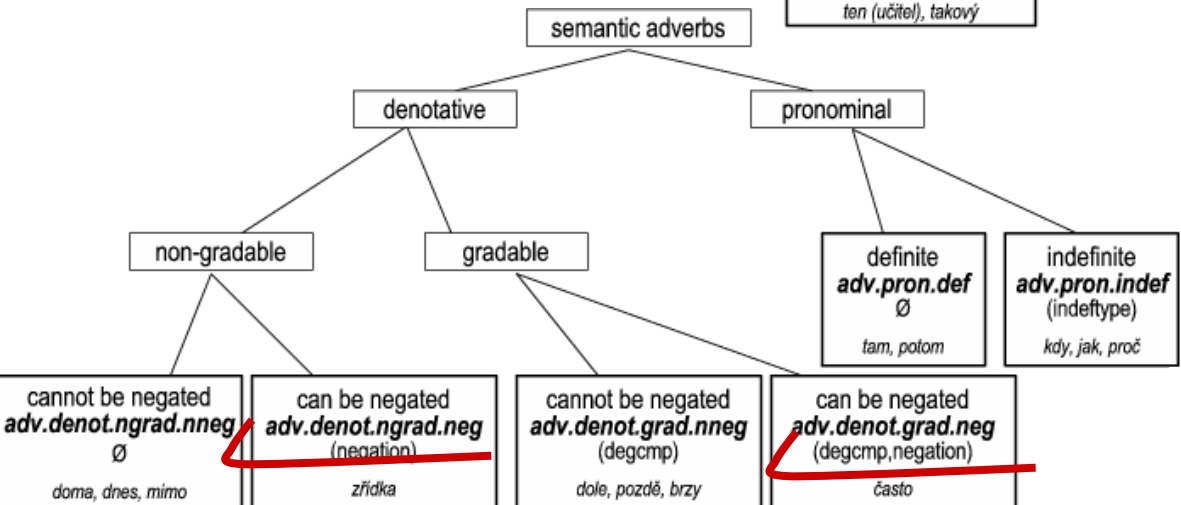 ten (učitel), takový
semantic adverbs
denotative
pronominal
non-gradable
gradable
definite
adv.pron.def
Ø
tam, potom
indefinite
adv.pron.indef
(indeftype)
kdy, jak, proč
cannot be negated
adv.denot.ngrad.nneg
Ø
doma, dnes, mimo
can be negated
adv.denot.ngrad.neg
(negation)
zřídka
cannot be negated
adv.denot.grad.nneg
(degcmp)
dole, pozdě, brzy
can be negated
adv.denot.grad.neg
(degcmp,negation)
často